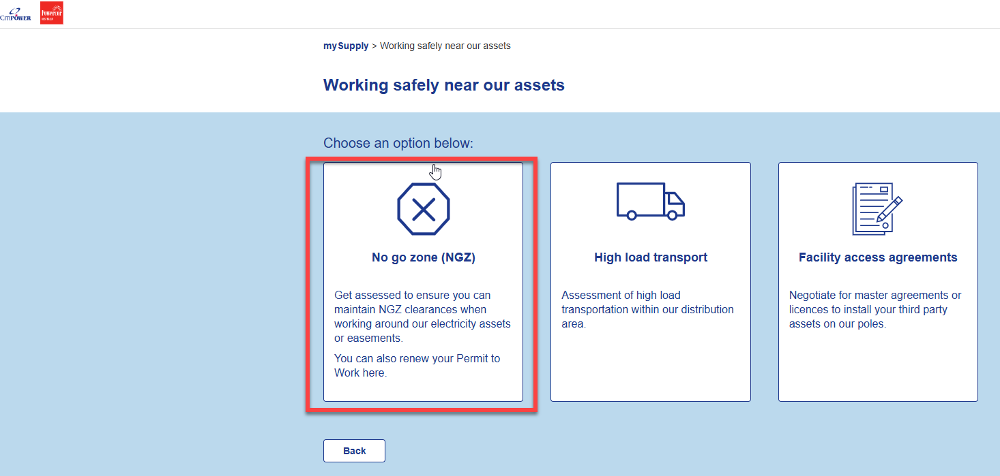 CITIPOWER
Powercor
AUSTRALIA
mySupply > Working safely near our assets
Working safely near our assets
Choose an option below:
No go zone (NGZ)
Get assessed to ensure you can
maintain NGZ clearances when
working around our electricity assets
or easements.
You can also renew your Permit to
Work here.
High load transport
Assessment of high load
transportation within our distribution
area.
Facility access agreements
Negotiate for master agreements or
licences to install your third party
assets on our poles.
Back